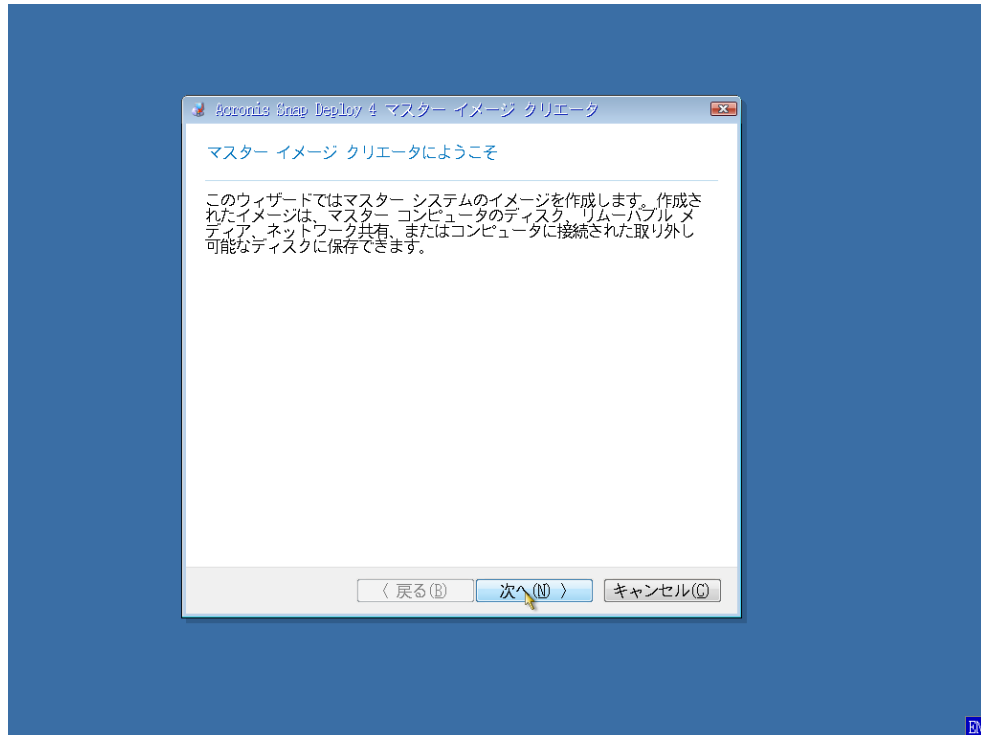 Acronis Snap Deploy 4 マスター イメージ クリエータ
マスター イメージ クリエータにようこそ
このウィザードではマスター システムのイメージを作成します。作成さ
れたイメージは、マスター コンピュータのディスク、リムーバブル メ
ディア、ネットワーク共有、またはコンピュータに接続された取り外し
可能なディスクに保存できます。
〈 戻る(B)
次へ(N) 〉
キャンセル(C)
EN